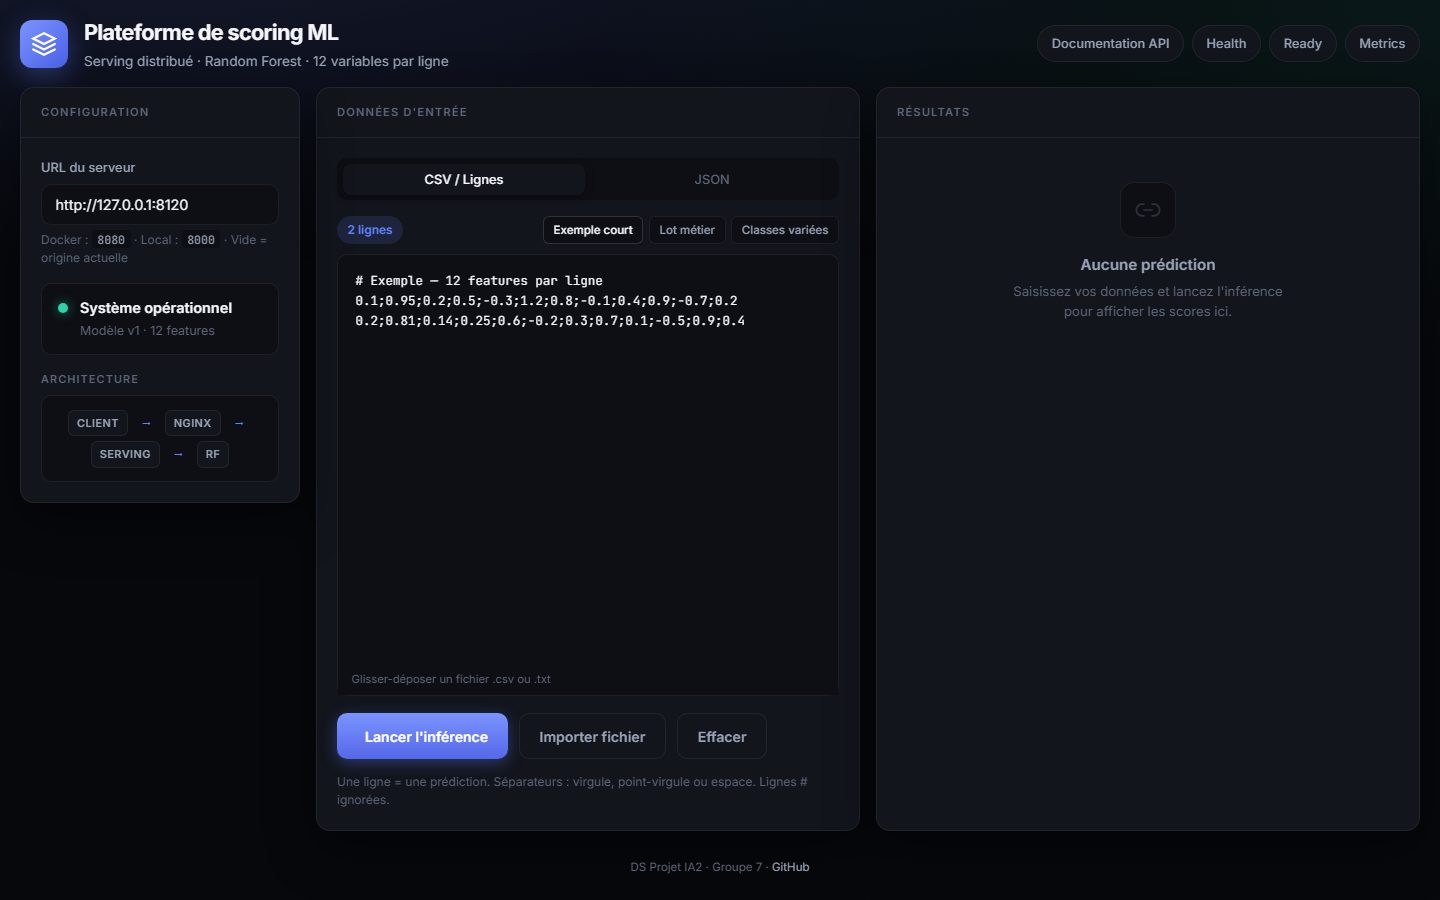 Plateforme de scoring ML
Serving distribué · Random Forest · 12 variables par ligne
Documentation API
Health
Ready
Metrics
CONFIGURATION
URL du serveur
http://127.0.0.1:8120
Docker : 8080 · Local : 8000 · Vide =
origine actuelle
Système opérationnel
Modèle v1 · 12 features
ARCHITECTURE
CLIENT → NGINX →
SERVING → RF
DONNÉES D'ENTRÉE
CSV / Lignes
JSON
2 lignes
Exemple court
Lot métier
Classes variées
# Exemple — 12 features par ligne
0.1;0.95;0.2;0.5;-0.3;1.2;0.8;-0.1;0.4;0.9;-0.7;0.2
0.2;0.81;0.14;0.25;0.6;-0.2;0.3;0.7;0.1;-0.5;0.9;0.4
Glisser-déposer un fichier .csv ou .txt
Lancer l'inférence
Importer fichier
Effacer
Une ligne = une prédiction. Séparateurs : virgule, point-virgule ou espace. Lignes #
ignorées.
RÉSULTATS
Aucune prédiction
Saisissez vos données et lancez l'inférence
pour afficher les scores ici.
DS Projet IA2 · Groupe 7 · GitHub